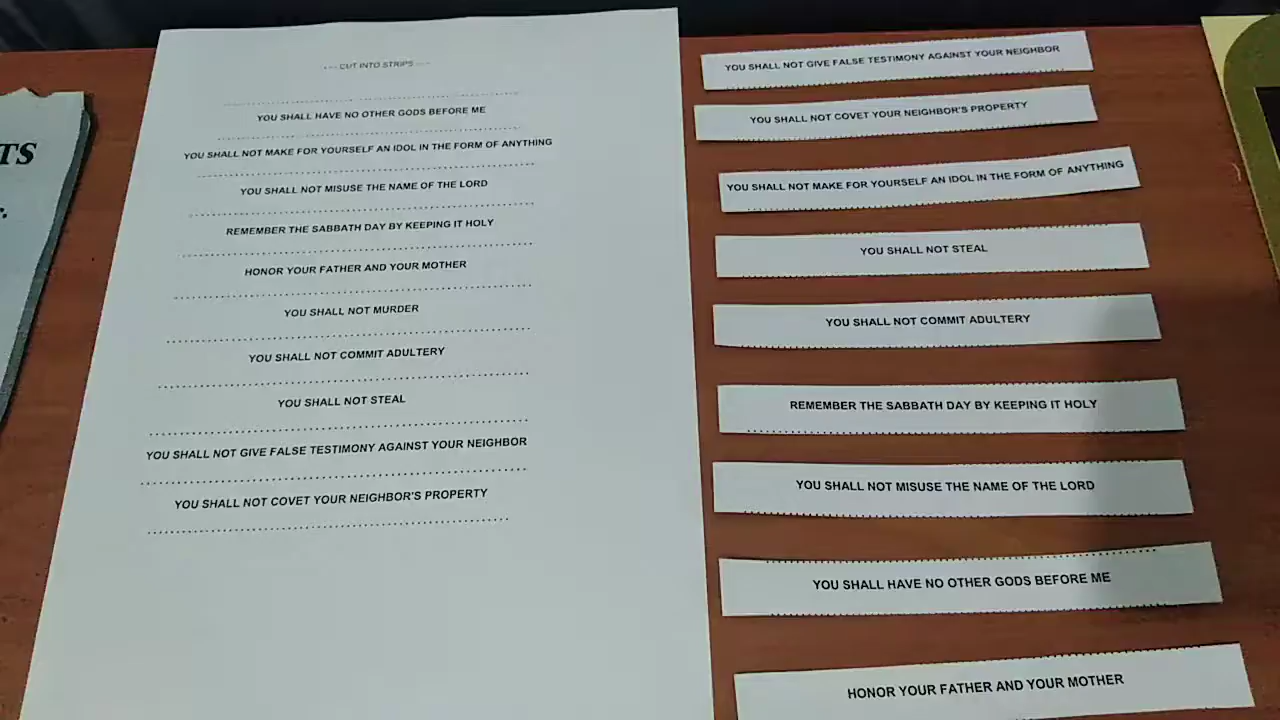 TS
r.
--- CUT INTO STRIPS ---
YOU SHALL HAVE NO OTHER GODS BEFORE ME
YOU SHALL NOT MAKE FOR YOURSELF AN IDOL IN THE FORM OF ANYTHING
YOU SHALL NOT MISUSE THE NAME OF THE LORD
REMEMBER THE SABBATH DAY BY KEEPING IT HOLY
HONOR YOUR FATHER AND YOUR MOTHER
YOU SHALL NOT MURDER
YOU SHALL NOT COMMIT ADULTERY
YOU SHALL NOT STEAL
YOU SHALL NOT GIVE FALSE TESTIMONY AGAINST YOUR NEIGHBOR
YOU SHALL NOT COVET YOUR NEIGHBOR'S PROPERTY
YOU SHALL NOT GIVE FALSE TESTIMONY AGAINST YOUR NEIGHBOR
YOU SHALL NOT COVET YOUR NEIGHBOR'S PROPERTY
YOU SHALL NOT MAKE FOR YOURSELF AN IDOL IN THE FORM OF ANYTHING
YOU SHALL NOT STEAL
YOU SHALL NOT COMMIT ADULTERY
REMEMBER THE SABBATH DAY BY KEEPING IT HOLY
YOU SHALL NOT MISUSE THE NAME OF THE LORD
YOU SHALL HAVE NO OTHER GODS BEFORE ME
HONOR YOUR FATHER AND YOUR MOTHER